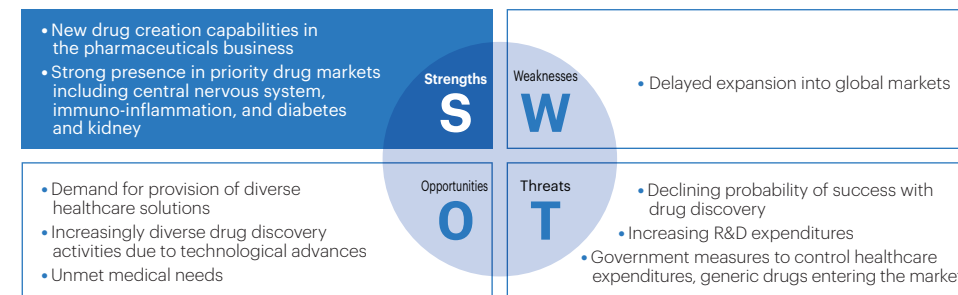 • New drug creation capabilities in
the pharmaceuticals business
• Strong presence in priority drug markets
including central nervous system,
immuno-inflammation, and diabetes
and kidney
Strengths
S
Weaknesses
W
• Delayed expansion into global markets
• Demand for provision of diverse
healthcare solutions
• Increasingly diverse drug discovery
activities due to technological advances
• Unmet medical needs
Opportunities
O
Threats
T
• Declining probability of success with
drug discovery
• Increasing R&D expenditures
• Government measures to control healthcare
expenditures, generic drugs entering the marke